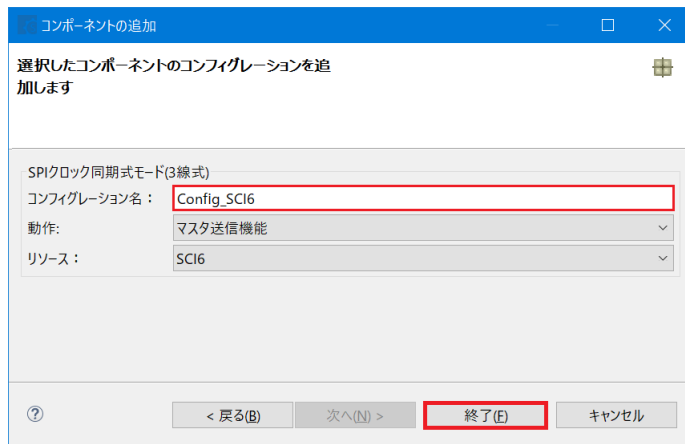 コンポーネントの追加
選択したコンポーネントのコンフィグレーションを追
加します
SPIクロック同期式モード(3線式)
コンフィグレーション名： Config_SCI6
動作: マスタ送信機能
リソース： SCI6
? < 戻る(B) 次へ(N) > 終了(F) キャンセル